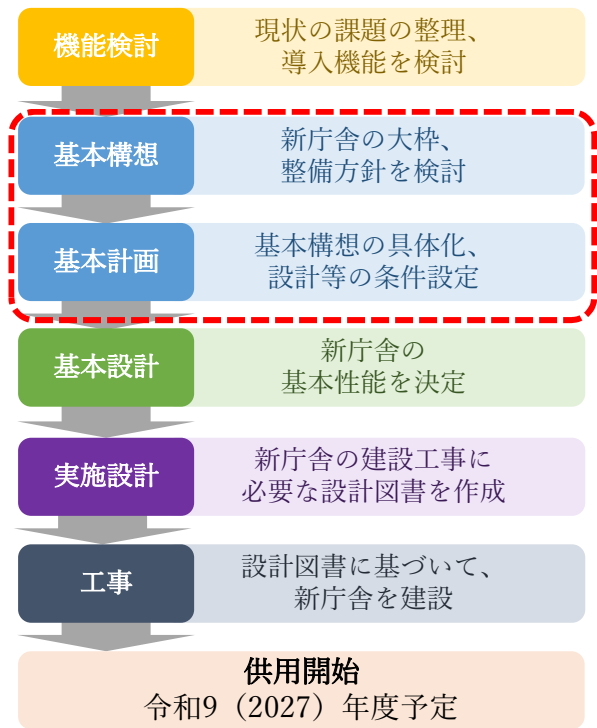 機能検討
現状の課題の整理、
導入機能を検討
基本構想
新庁舎の大枠、
整備方針を検討
基本計画
基本構想の具体化、
設計等の条件設定
基本設計
新庁舎の
基本性能を決定
実施設計
新庁舎の建設工事に
必要な設計図書を作成
工事
設計図書に基づいて、
新庁舎を建設
供用開始
令和9（2027）年度予定